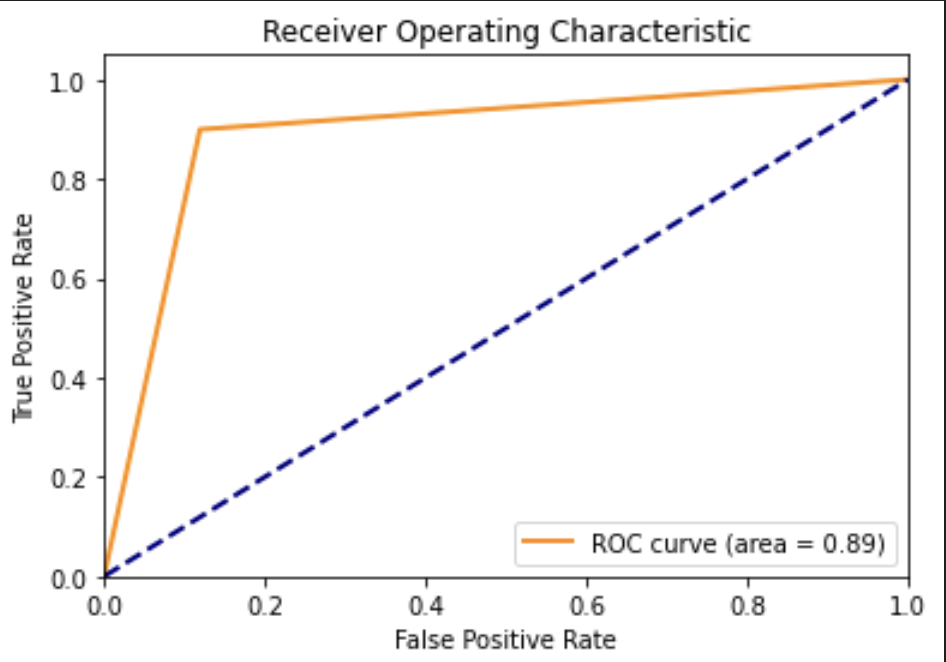 Receiver Operating Characteristic
1.0
0.8
0.6
0.4
0.2
0.0
True Positive Rate
ROC curve (area = 0.89)
0.0 0.2 0.4 0.6 0.8 1.0
False Positive Rate